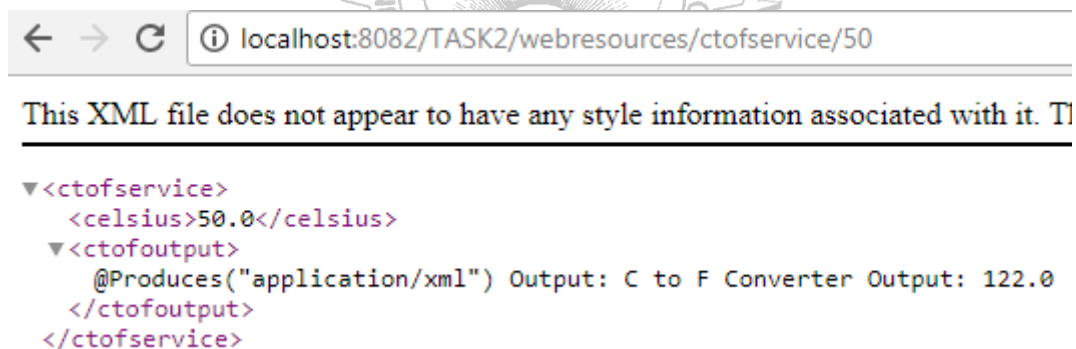 localhost:8082/TASK2/webresources/ctofservice/50
This XML file does not appear to have any style information associated with it.
▼<ctofservice>
<celsius>50.0</celsius>
▼<ctofoutput>
@Produces("application/xml") Output: C to F Converter Output: 122.0
</ctofoutput>
</ctofservice>